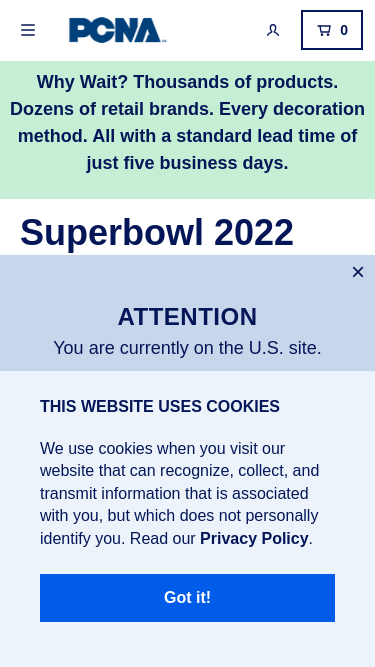 PCNA
0
Why Wait? Thousands of products.
Dozens of retail brands. Every decoration
method. All with a standard lead time of
just five business days.
Superbowl 2022
ATTENTION
You are currently on the U.S. site.
THIS WEBSITE USES COOKIES
We use cookies when you visit our
website that can recognize, collect, and
transmit information that is associated
with you, but which does not personally
identify you. Read our Privacy Policy.
Got it!